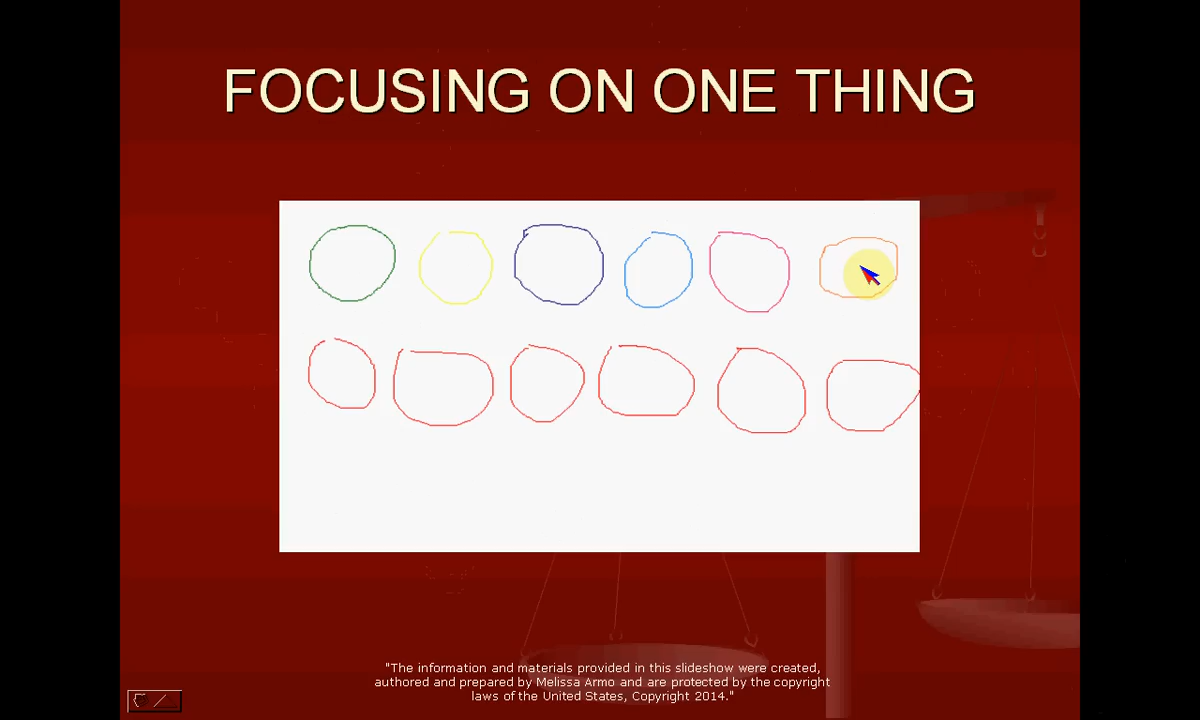 FOCUSING ON ONE THING
"The information and materials provided in this slideshow were created,
authored and prepared by Melissa Armo and are protected by the copyright
laws of the United States, Copyright 2014."